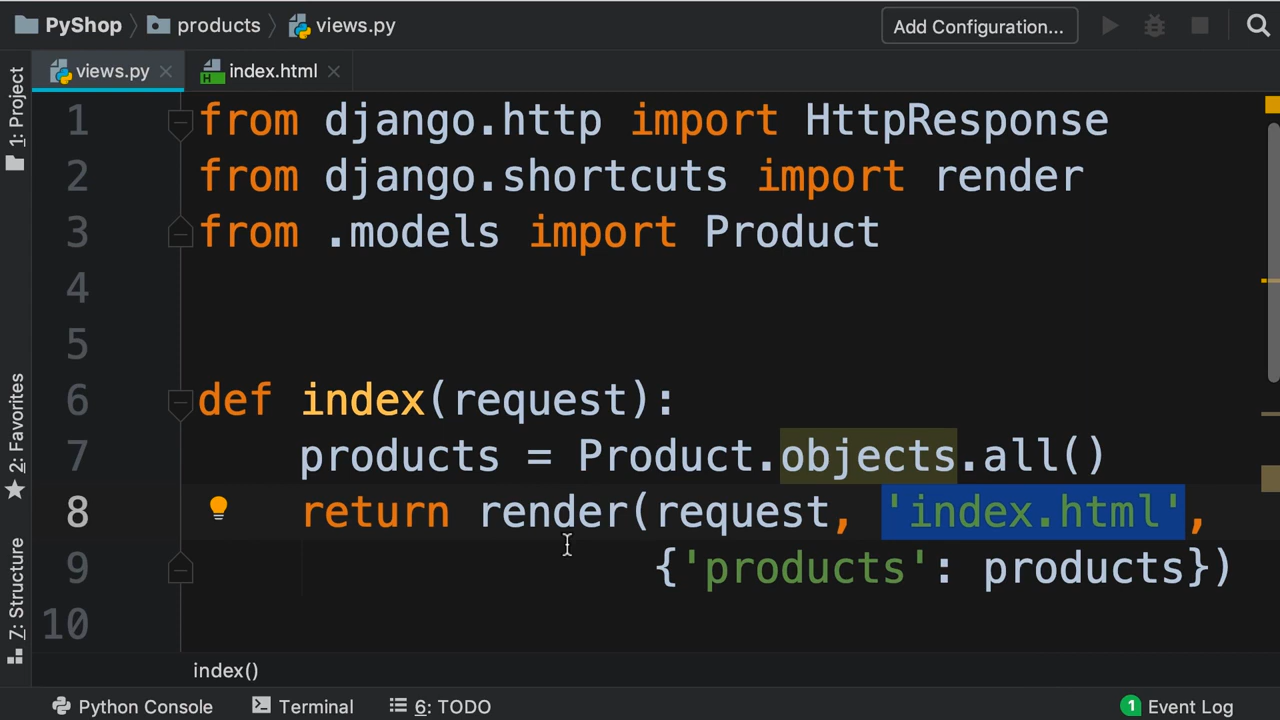 PyShop products views.py Add Configuration...
views.py index.html
1: Project
2: Favorites
7: Structure
1 from django.http import HttpResponse
2 from django.shortcuts import render
3 from .models import Product
4
5
6 def index(request):
7 products = Product.objects.all()
8 return render(request, 'index.html',
9 {'products': products})
10
index()
Python Console Terminal 6: TODO 1 Event Log